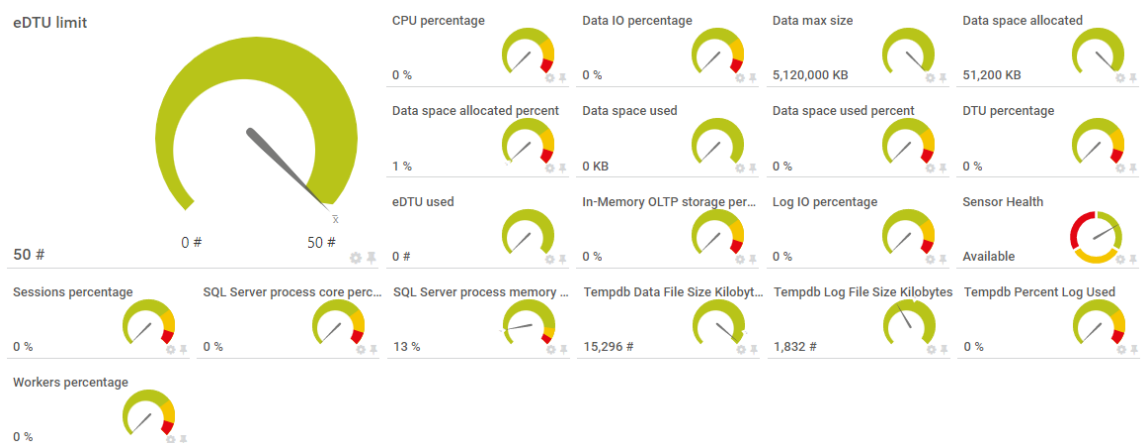 eDTU limit
0 #
50 #
x̄
50 #
CPU percentage
0 %
Data IO percentage
0 %
Data max size
5,120,000 KB
Data space allocated
51,200 KB
Data space allocated percent
1 %
Data space used
0 KB
Data space used percent
0 %
DTU percentage
0 %
eDTU used
0 #
In-Memory OLTP storage per...
0 %
Log IO percentage
0 %
Sensor Health
Available
Sessions percentage
0 %
SQL Server process core perc...
0 %
SQL Server process memory ...
13 %
Tempdb Data File Size Kilobyt...
15,296 #
Tempdb Log File Size Kilobytes
1,832 #
Tempdb Percent Log Used
0 %
Workers percentage
0 %